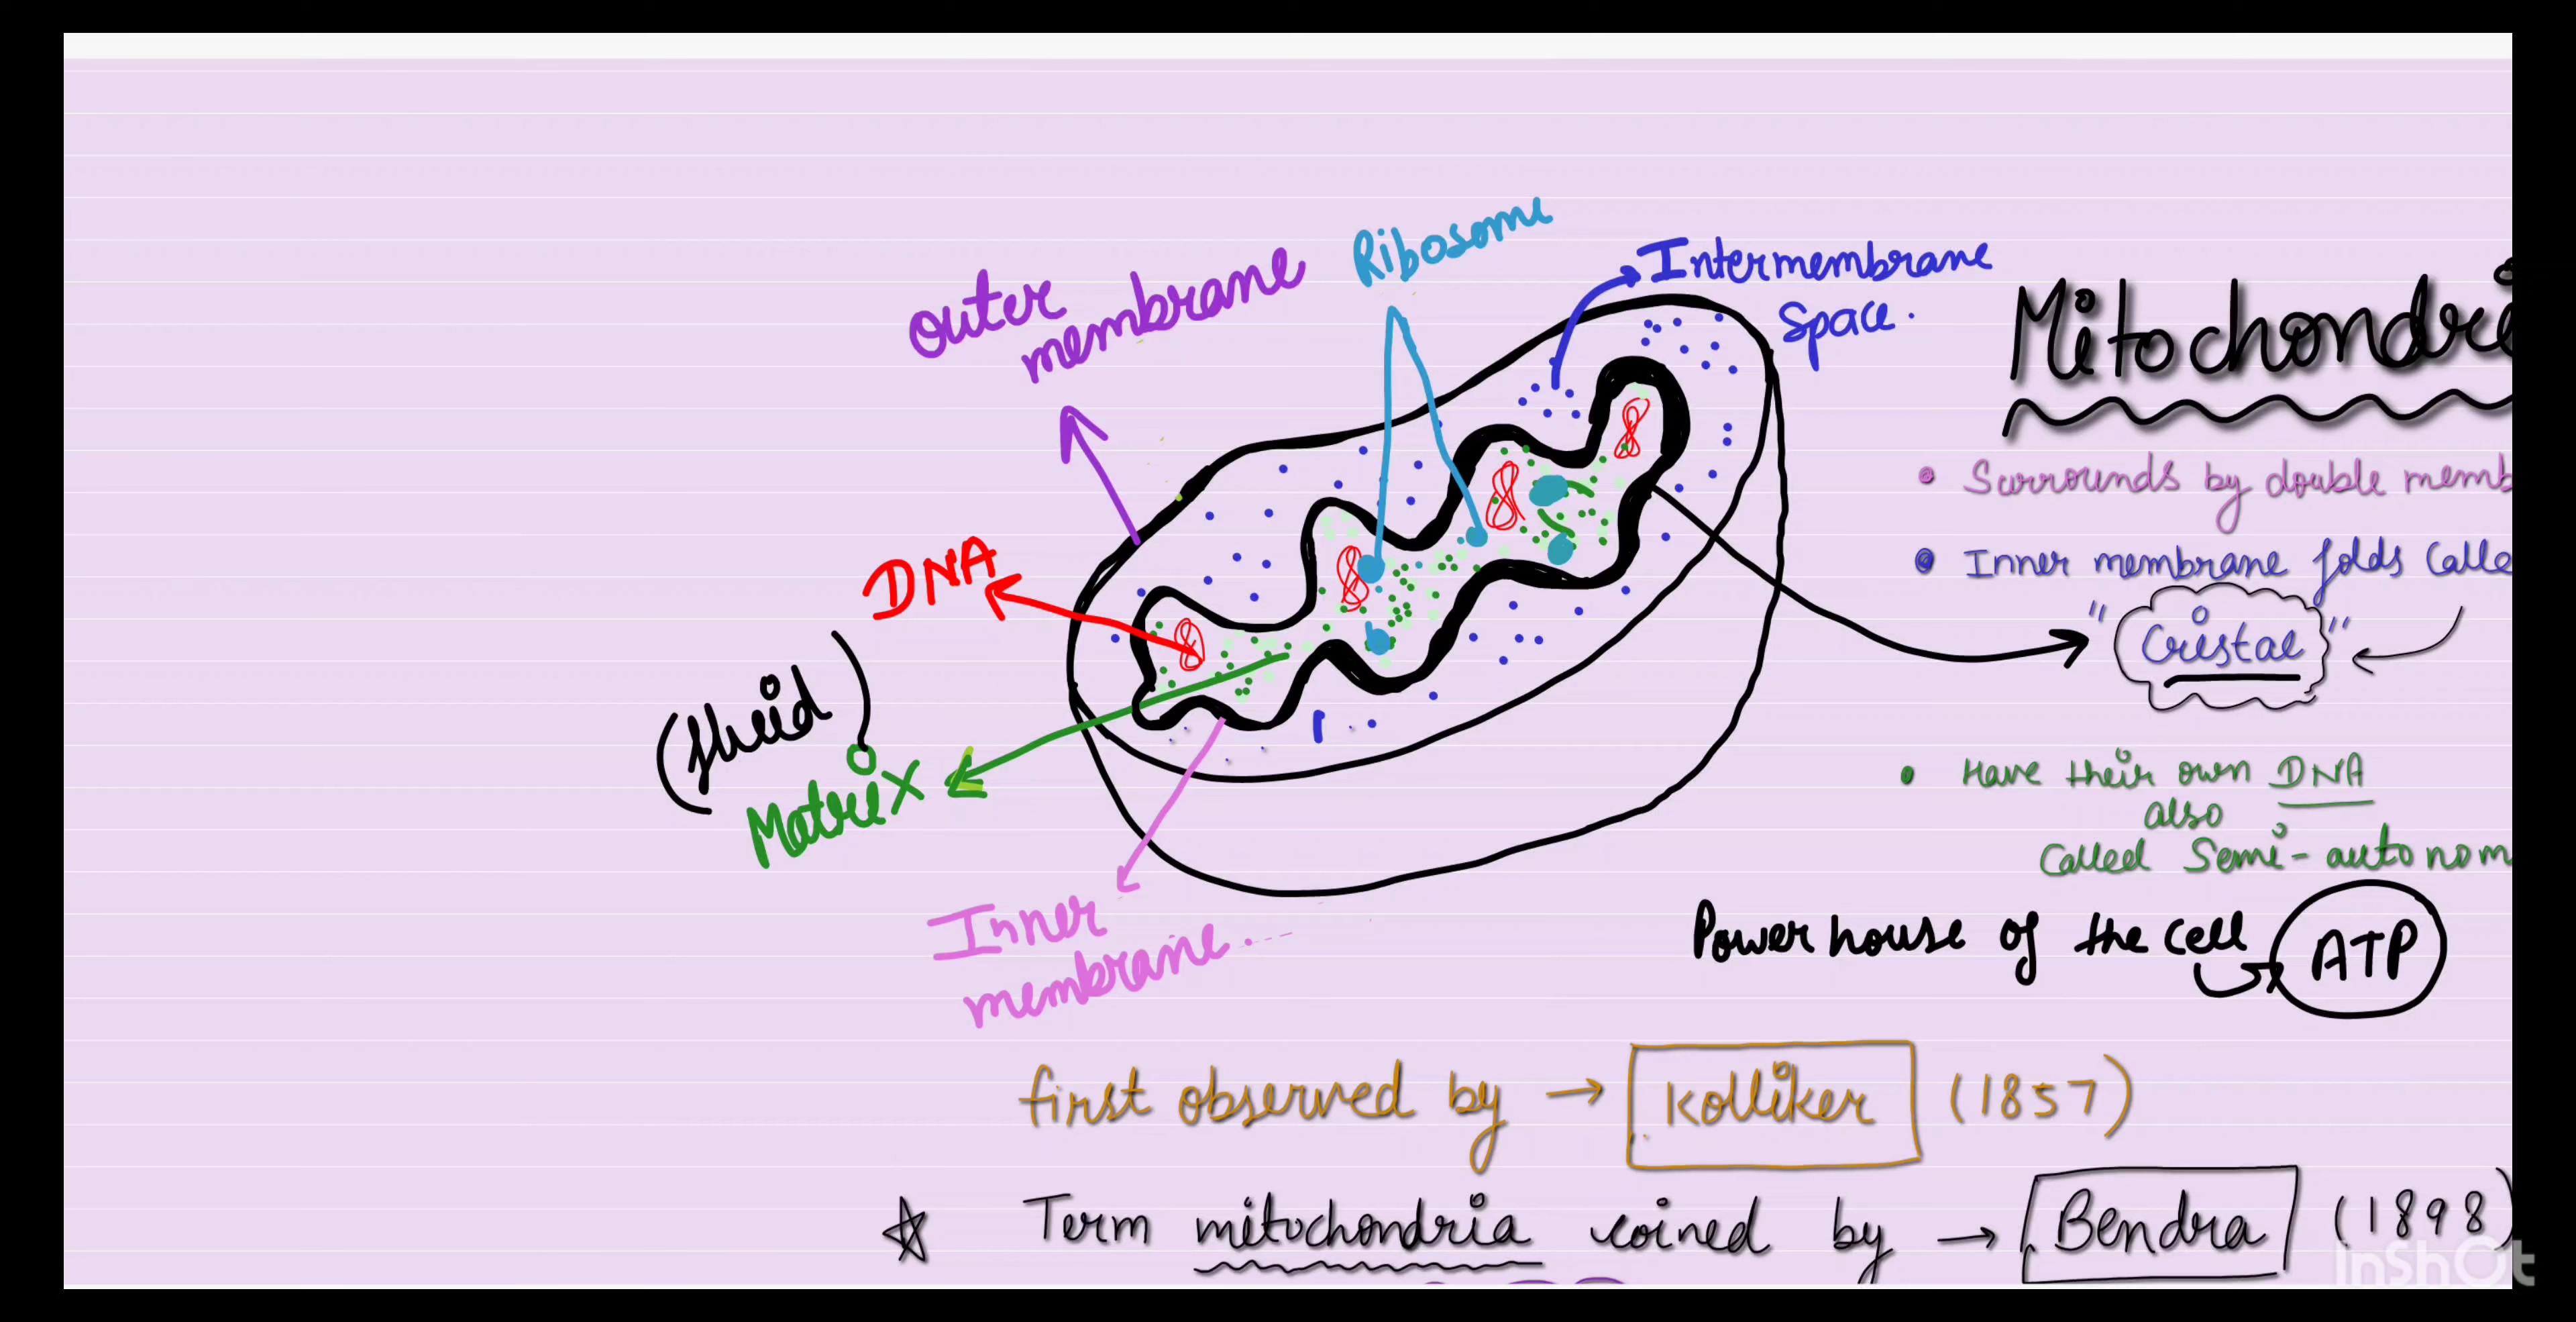 Ribosome
Intermembrane
Space.
outer
membrane
DNA
(fluid)
Matrix
Inner
membrane
Mitochondri
Surrounds by double memb
Inner membrane folds calle
"Cristae"
Have their own DNA
also
called Semi-autonom
Power house of the cell ATP
first observed by → Kolliker (1857)
☆ Term mitochondria coined by → Bendra (1898)
InShOt